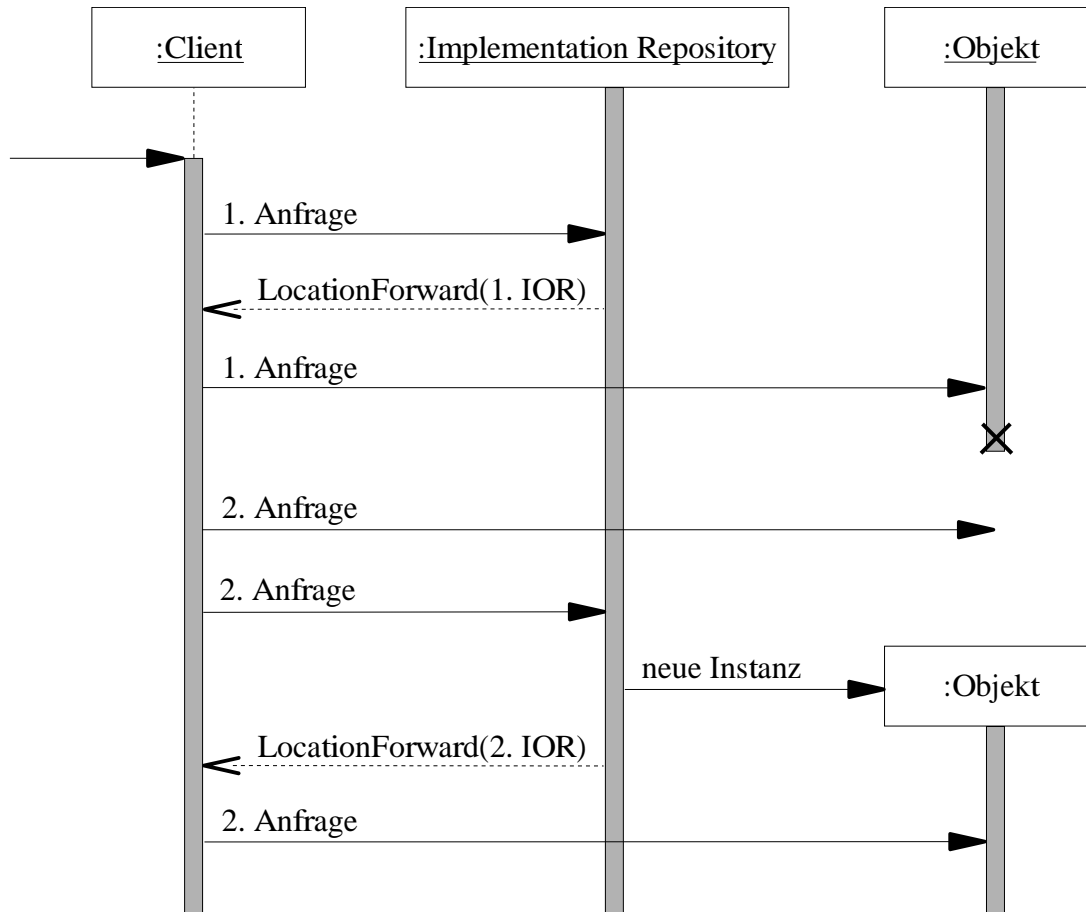 :Client
:Implementation Repository
:Objekt
1. Anfrage
LocationForward(1. IOR)
1. Anfrage
2. Anfrage
2. Anfrage
neue Instanz
:Objekt
LocationForward(2. IOR)
2. Anfrage